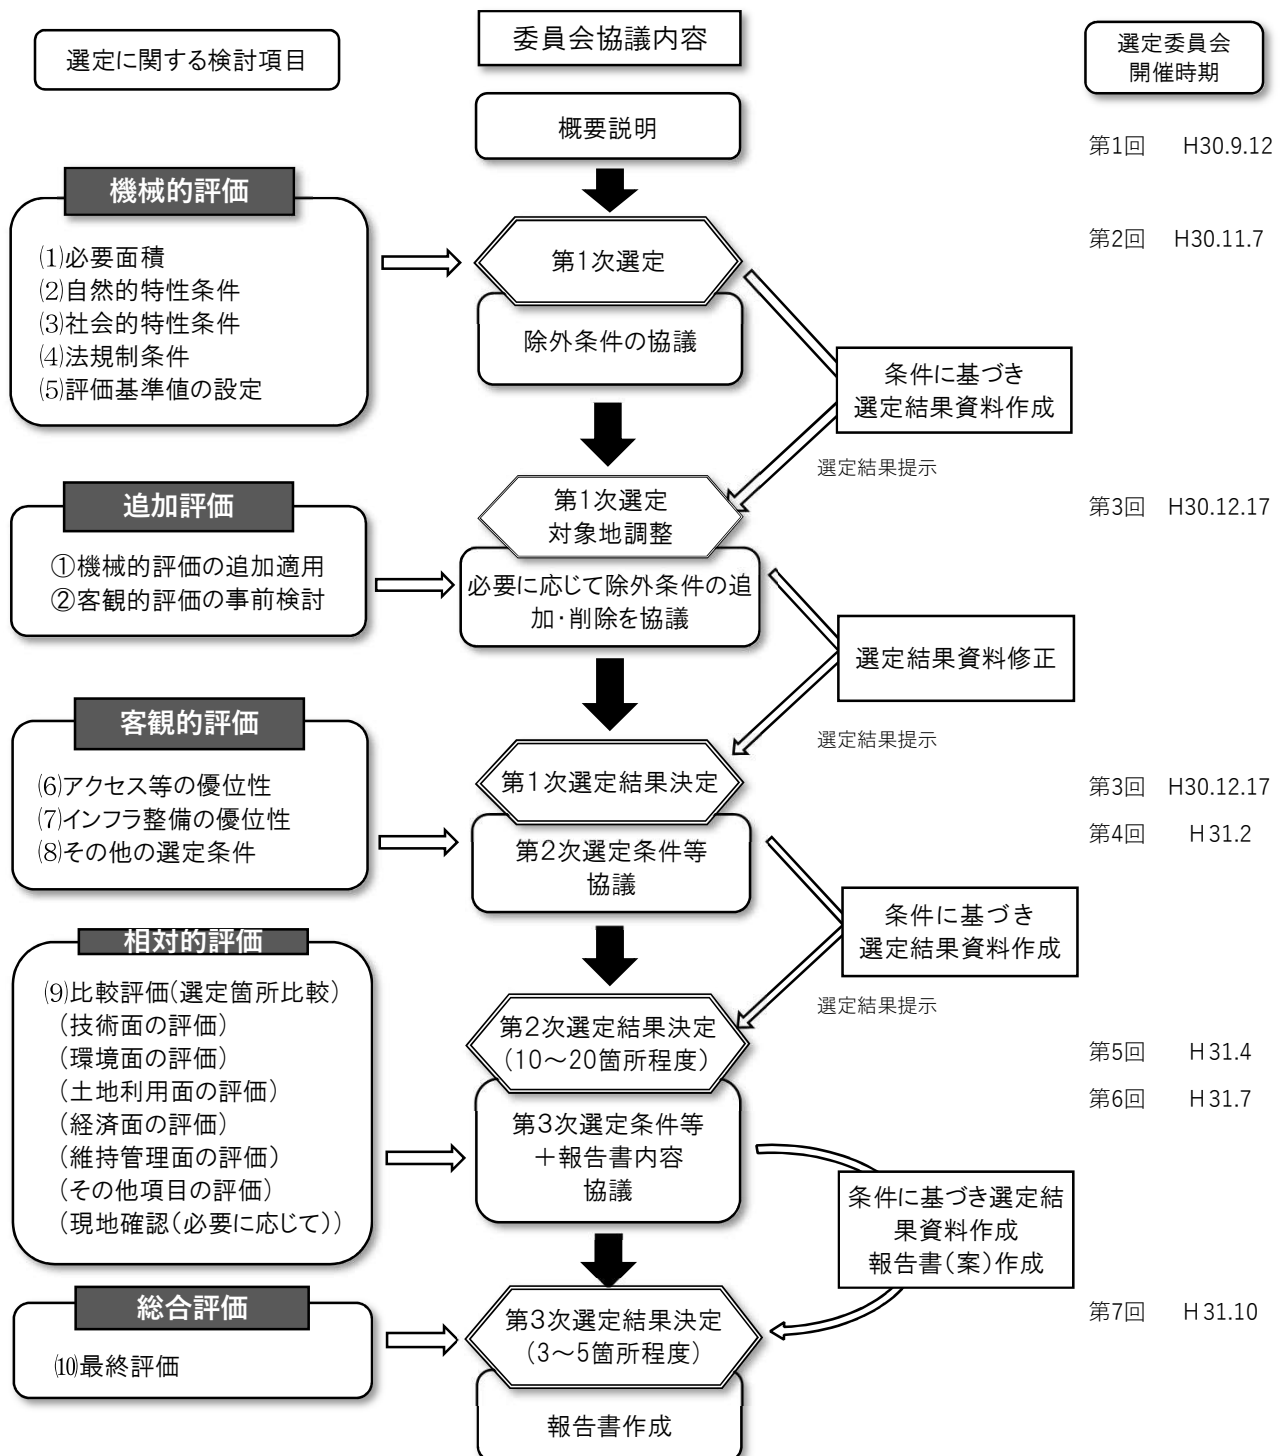 選定に関する検討項目
委員会協議内容
選定委員会
開催時期
概要説明
第1回 H30.9.12
機械的評価
⑴必要面積
⑵自然的特性条件
⑶社会的特性条件
⑷法規制条件
⑸評価基準値の設定
第1次選定
除外条件の協議
第2回 H30.11.7
条件に基づき
選定結果資料作成
選定結果提示
追加評価
①機械的評価の追加適用
②客観的評価の事前検討
第1次選定
対象地調整
必要に応じて除外条件の追
加・削除を協議
第3回 H30.12.17
選定結果資料修正
選定結果提示
客観的評価
⑹アクセス等の優位性
⑺インフラ整備の優位性
⑻その他の選定条件
第1次選定結果決定
第2次選定条件等
協議
第3回 H30.12.17
第4回 H31.2
条件に基づき
選定結果資料作成
選定結果提示
相対的評価
⑼比較評価(選定箇所比較)
(技術面の評価)
(環境面の評価)
(土地利用面の評価)
(経済面の評価)
(維持管理面の評価)
(その他項目の評価)
(現地確認(必要に応じて))
第2次選定結果決定
(10～20箇所程度)
第3次選定条件等
＋報告書内容
協議
第5回 H31.4
第6回 H31.7
条件に基づき選定結
果資料作成
報告書(案)作成
総合評価
⑽最終評価
第3次選定結果決定
(3～5箇所程度)
報告書作成
第7回 H31.10